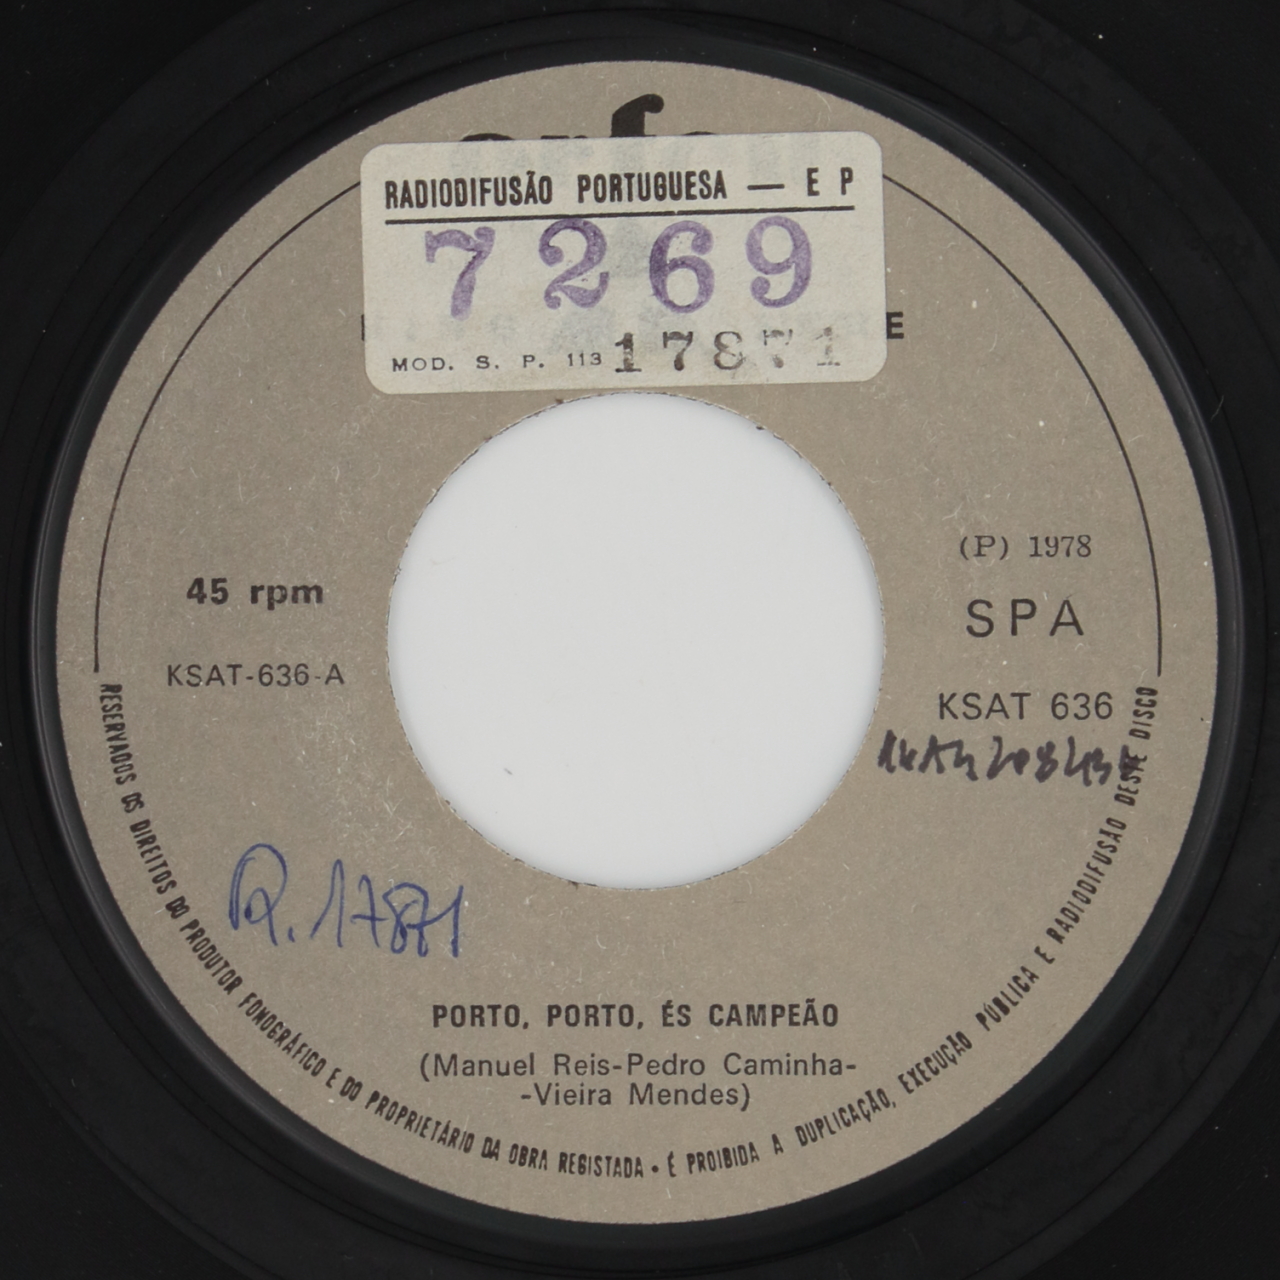 RADIODIFUSÃO PORTUGUESA — E P
7269
MOD. S. P. 113 17871
E
(P) 1978
45 rpm
SPA
KSAT-636-A
KSAT 636
R. 17871
PORTO, PORTO, ÉS CAMPEÃO
(Manuel Reis-Pedro Caminha-
-Vieira Mendes)
RESERVADOS OS DIREITOS DO PRODUTOR FONOGRÁFICO E DO PROPRIETÁRIO DA OBRA REGISTADA • É PROIBIDA A DUPLICAÇÃO, EXECUÇÃO PÚBLICA E RADIODIFUSÃO DESTE DISCO